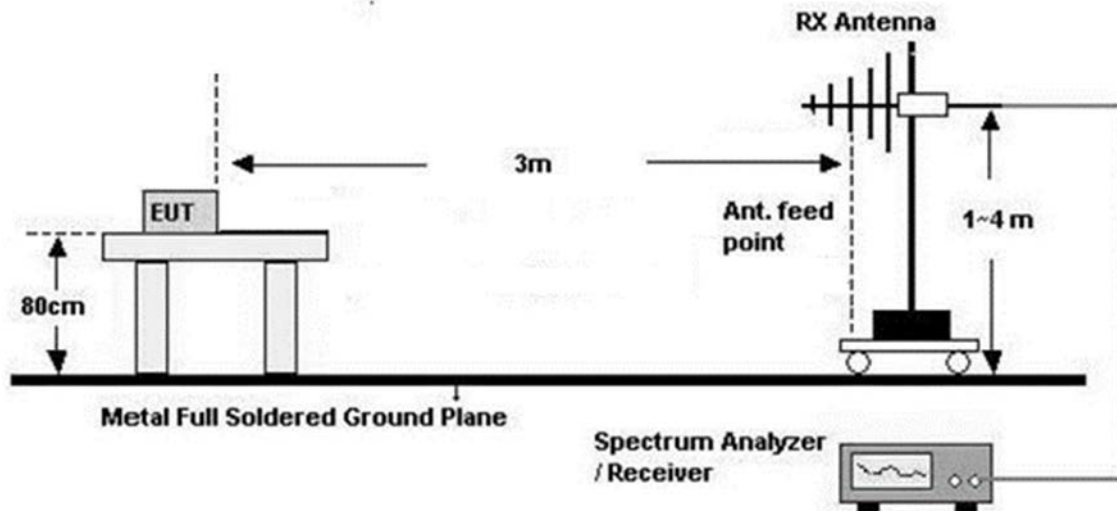 RX Antenna
3m
EUT
Ant. feed
point
1~4 m
80cm
Metal Full Soldered Ground Plane
Spectrum Analyzer
/ Receiver